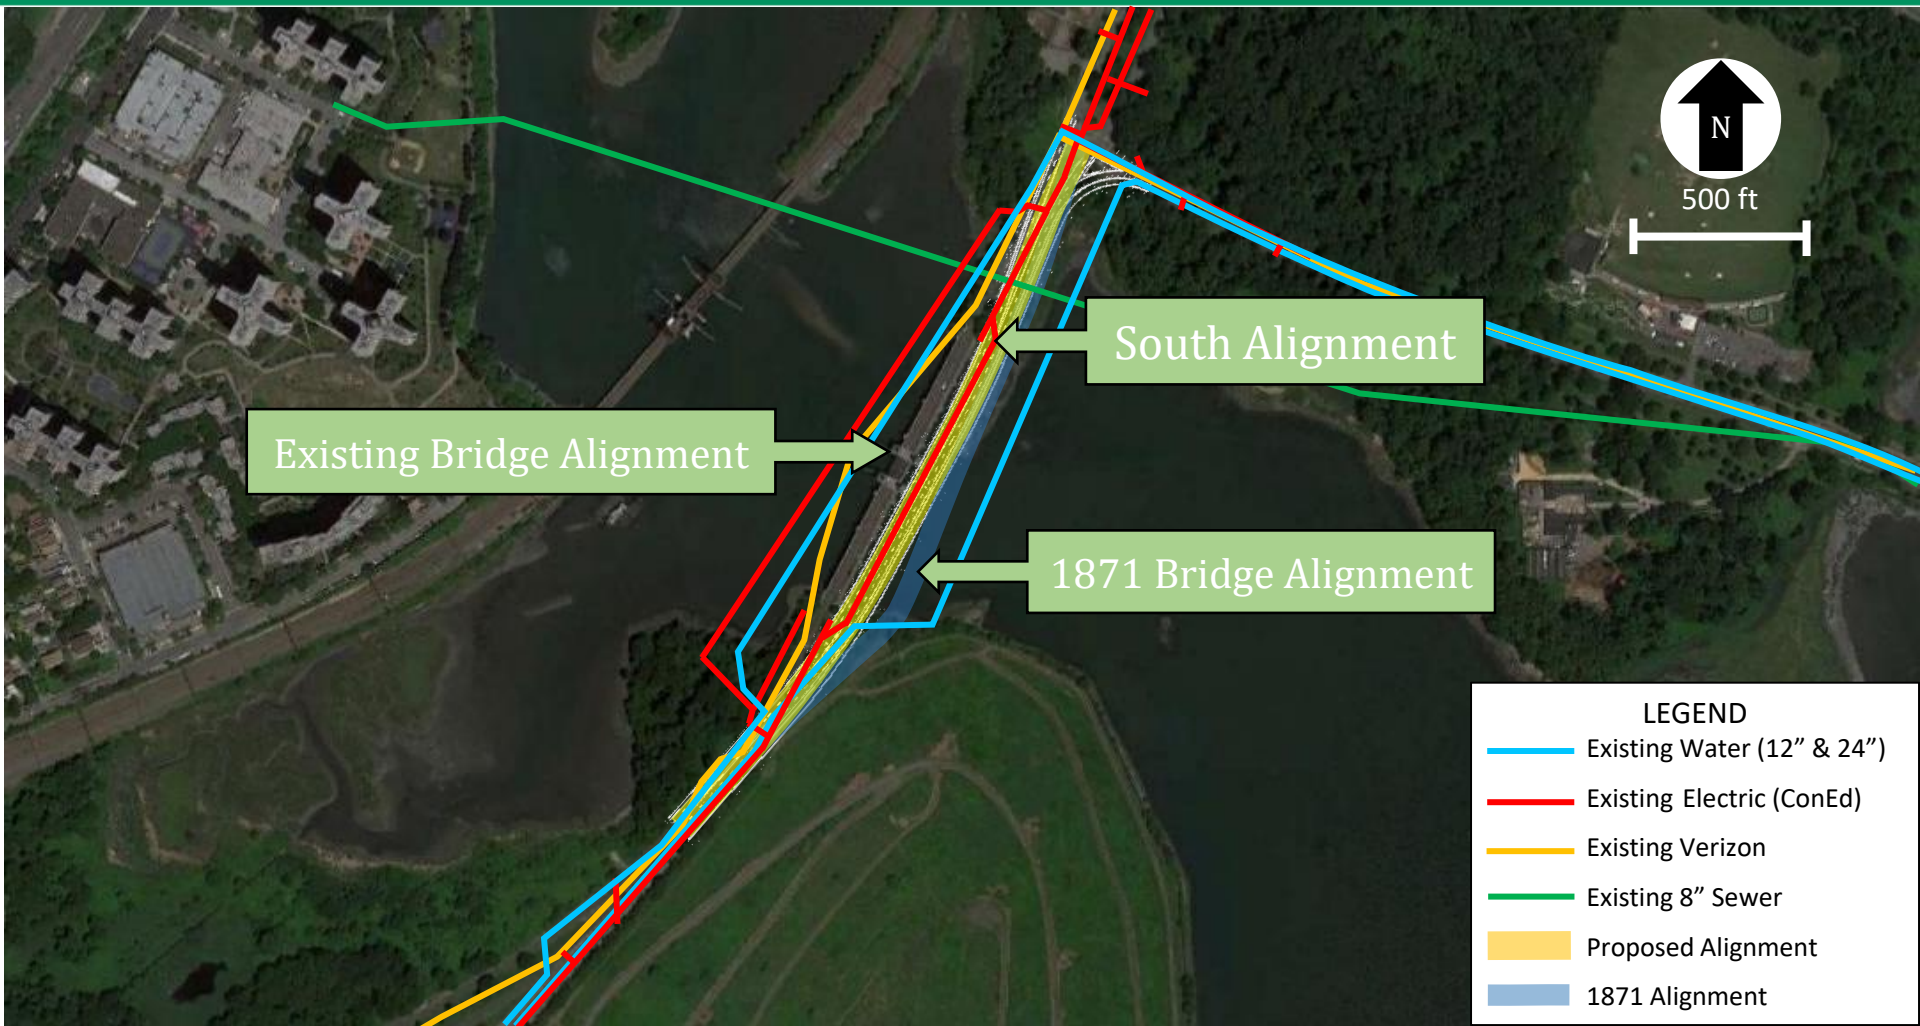 N
500 ft
South Alignment
Existing Bridge Alignment
1871 Bridge Alignment
LEGEND
Existing Water (12” & 24”)
Existing Electric (ConEd)
Existing Verizon
Existing 8” Sewer
Proposed Alignment
1871 Alignment